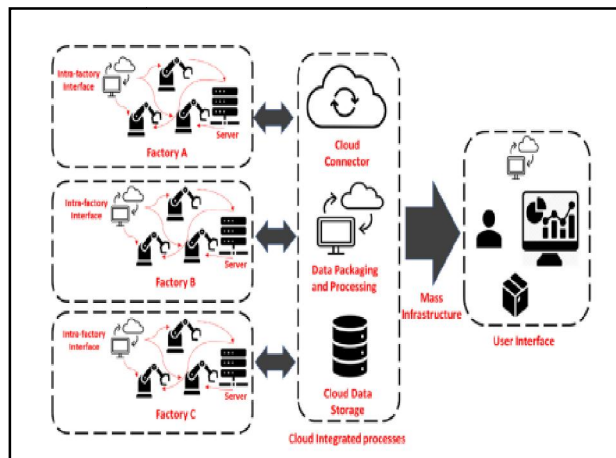 Intra-factory
Interface
Server
Factory A
Intra-factory
Interface
Server
Factory B
Intra-factory
Interface
Server
Factory C
Cloud
Connector
Data Packaging
and Processing
Cloud Data
Storage
Cloud Integrated processes
Mass
Infrastructure
User Interface